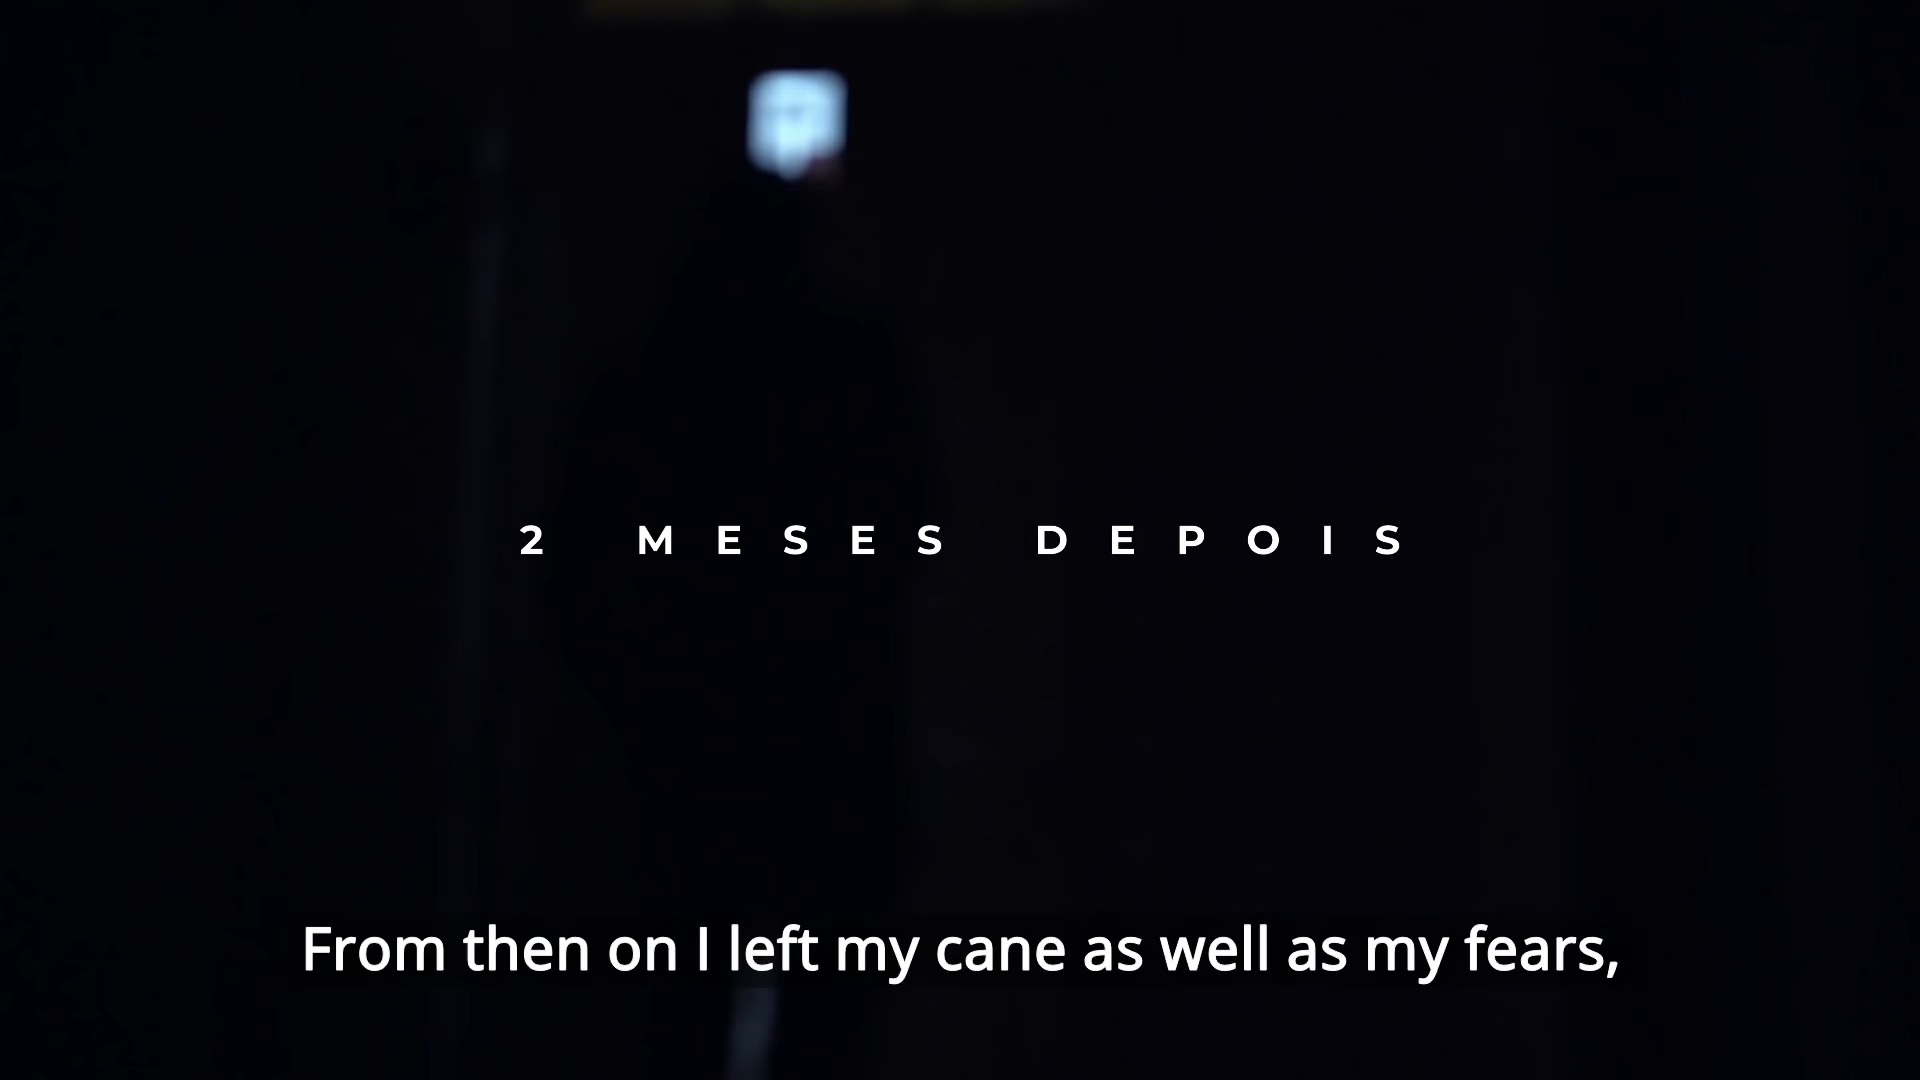 2 MESES DEPOIS
From then on I left my cane as well as my fears,